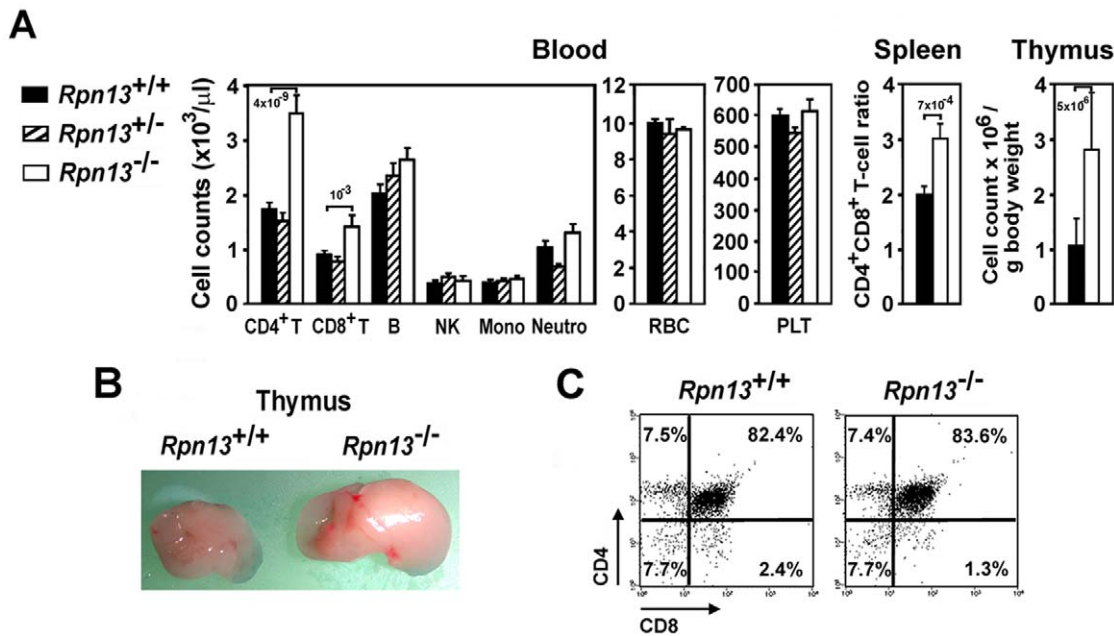 A
Blood
Spleen
Thymus
Rpn13+/+
Rpn13+/-
Rpn13-/-
Cell counts (x10³/µl)
4
3
2
1
0
4x10⁻⁹
10⁻³
CD4⁺ T
CD8⁺ T
B
NK
Mono
Neutro
12
10
8
6
4
2
0
RBC
700
600
500
400
300
200
100
0
PLT
CD4⁺CD8⁺ T-cell ratio
4
3
2
1
0
7x10⁻⁴
Cell count x 10⁶/
g body weight
4
3
2
1
0
5x10⁶
B
Thymus
Rpn13+/+
Rpn13-/-
C
Rpn13+/+
Rpn13-/-
7.5%
82.4%
7.7%
2.4%
7.4%
83.6%
7.7%
1.3%
CD4
CD8